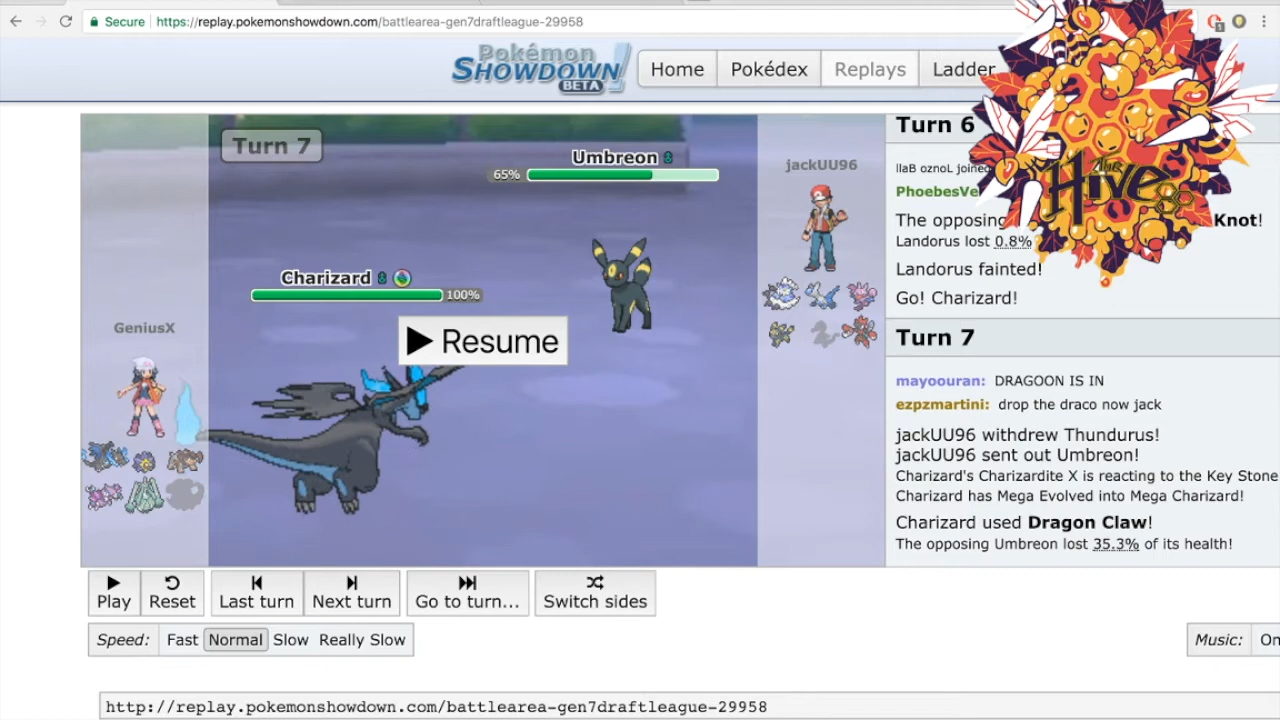 Secure
https://replay.pokemonshowdown.com/battlearea-gen7draftleague-29958
Pokémon
SHOWDOWN!
BETA
Home
Pokédex
Replays
Ladder
The
Hive
Turn 7
Umbreon
65%
jackUU96
Charizard
100%
GeniusX
Resume
Turn 6
llaB oznoL joined
The opposing
Knot!
Landorus lost 0.8%
Landorus fainted!
Go! Charizard!
Turn 7
mayoouran: DRAGOON IS IN
ezpzmartini: drop the draco now jack
jackUU96 withdrew Thundurus!
jackUU96 sent out Umbreon!
Charizard's Charizardite X is reacting to the Key Stone
Charizard has Mega Evolved into Mega Charizard!
Charizard used Dragon Claw!
The opposing Umbreon lost 35.3% of its health!
Play
Reset
Last turn
Next turn
Go to turn...
Switch sides
Speed: Fast Normal Slow Really Slow
Music: On
http://replay.pokemonshowdown.com/battlearea-gen7draftleague-29958